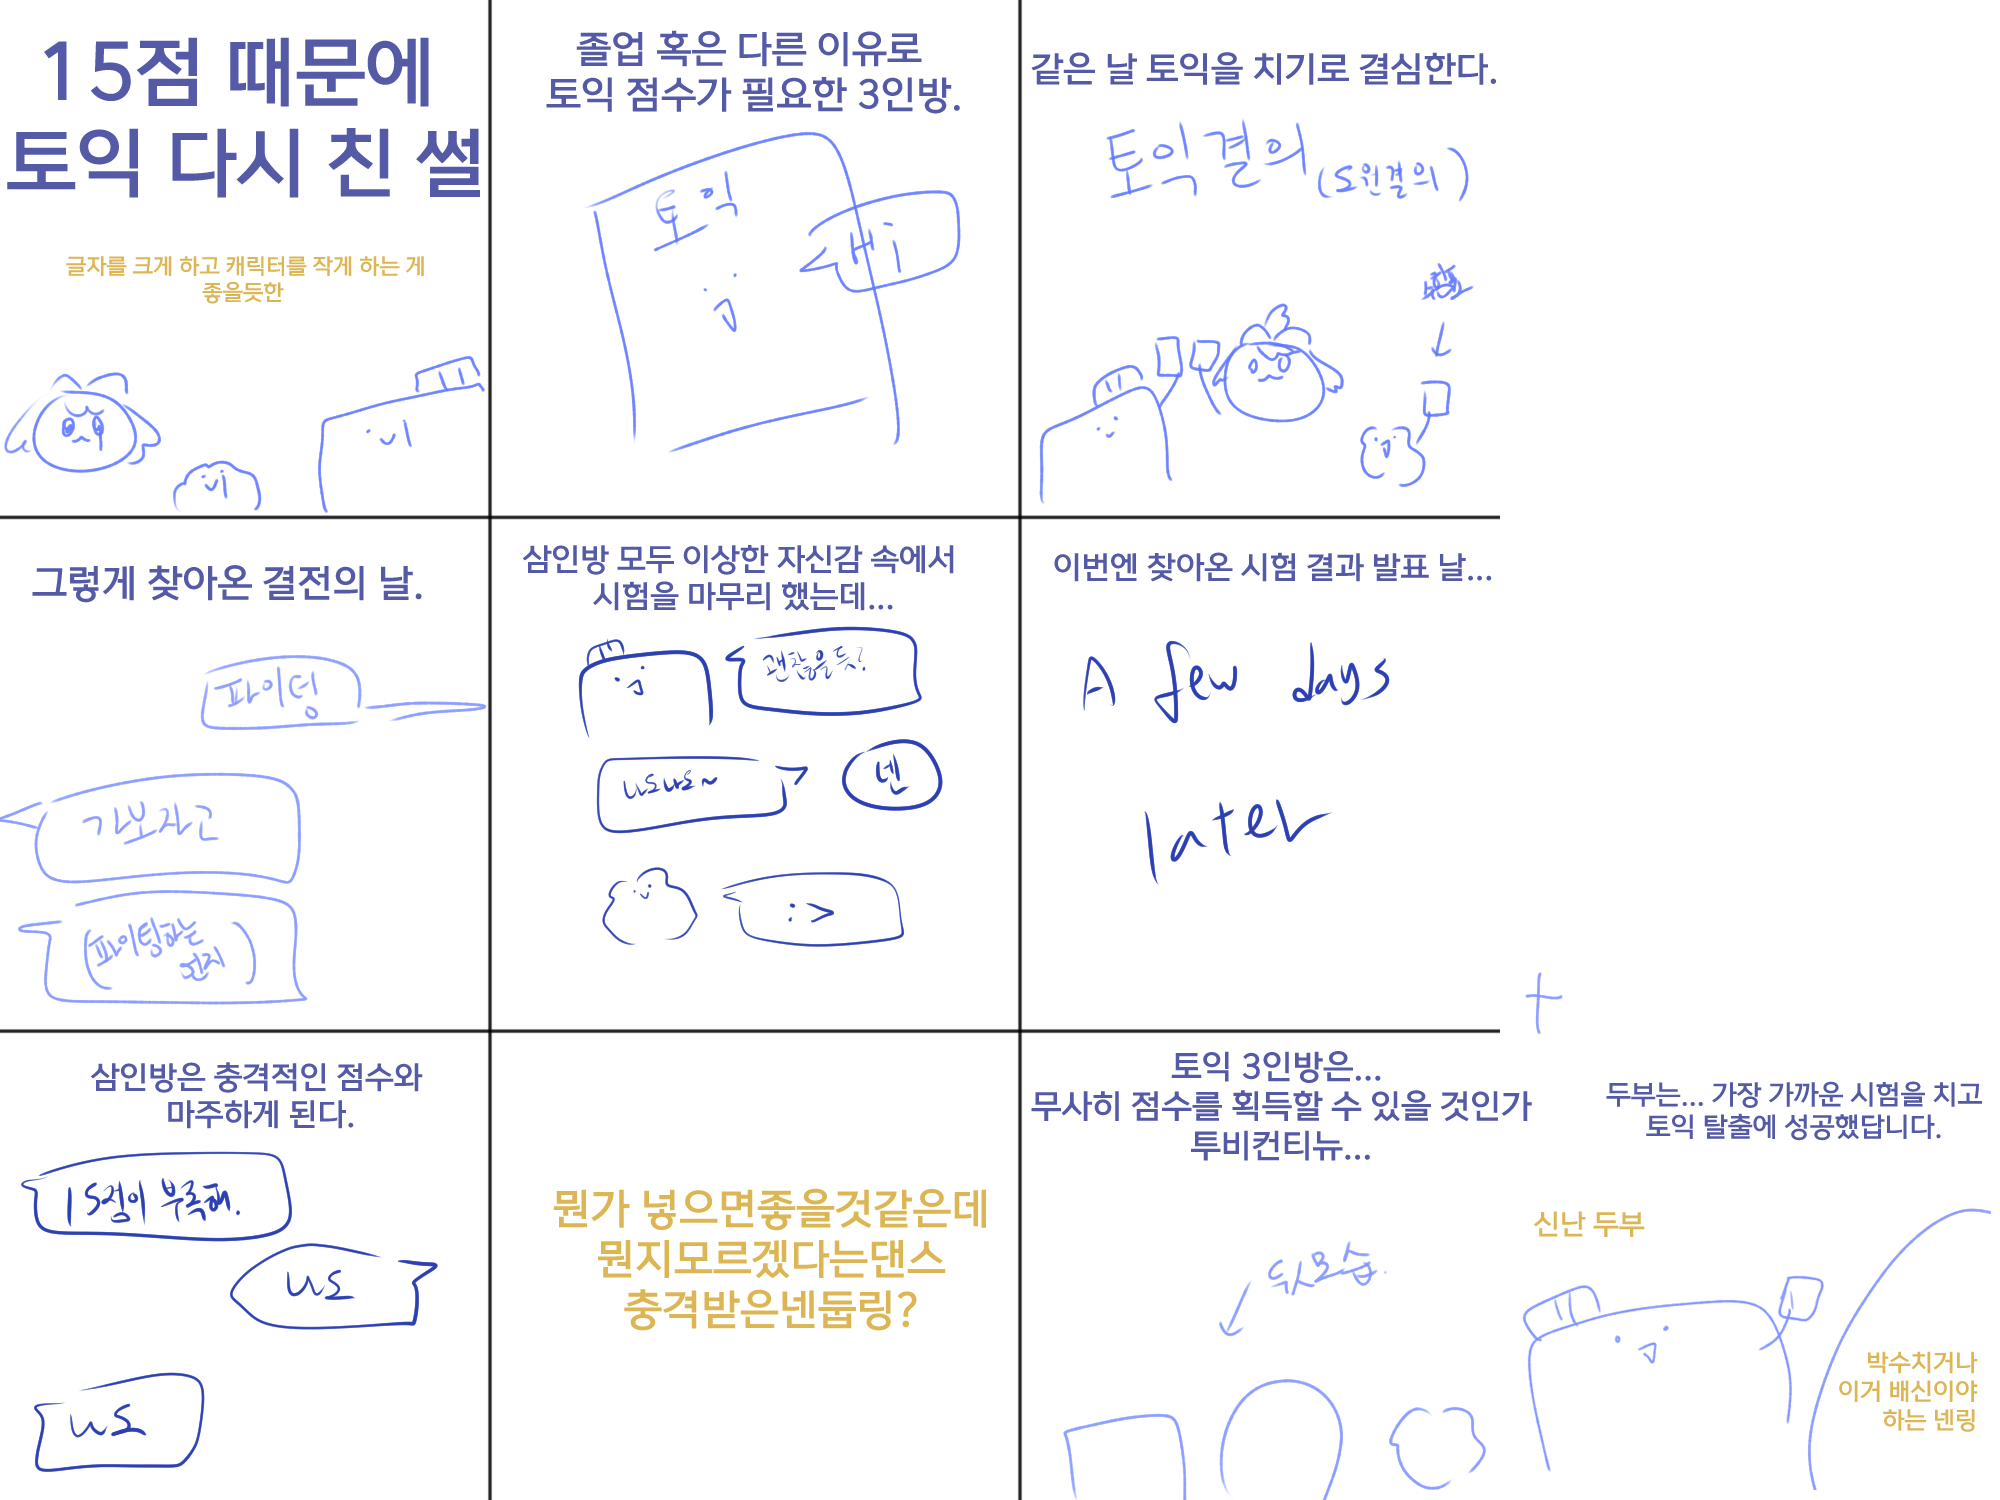 15점 때문에
토익 다시 친 썰
글자를 크게 하고 캐릭터를 작게 하는 게
좋을듯한
졸업 혹은 다른 이유로
토익 점수가 필요한 3인방.
토익
Hi
같은 날 토익을 치기로 결심한다.
토익결의
(도원결의)
그렇게 찾아온 결전의 날.
파이덩
가보자고
(파이팅하는
먼지)
삼인방 모두 이상한 자신감 속에서
시험을 마무리 했는데...
괜찮을듯?
나도나도~
넨
:>
이번엔 찾아온 시험 결과 발표 날...
A few days
later
삼인방은 충격적인 점수와
마주하게 된다.
15점이 부족해.
나도
나도
뭔가 넣으면좋을것같은데
뭔지모르겠다는댄스
충격받은넨둡링?
토익 3인방은...
무사히 점수를 획득할 수 있을 것인가
투비컨티뉴...
뒷모습.
두부는... 가장 가까운 시험을 치고
토익 탈출에 성공했답니다.
신난 두부
박수치거나
이거 배신이야
하는 넨링